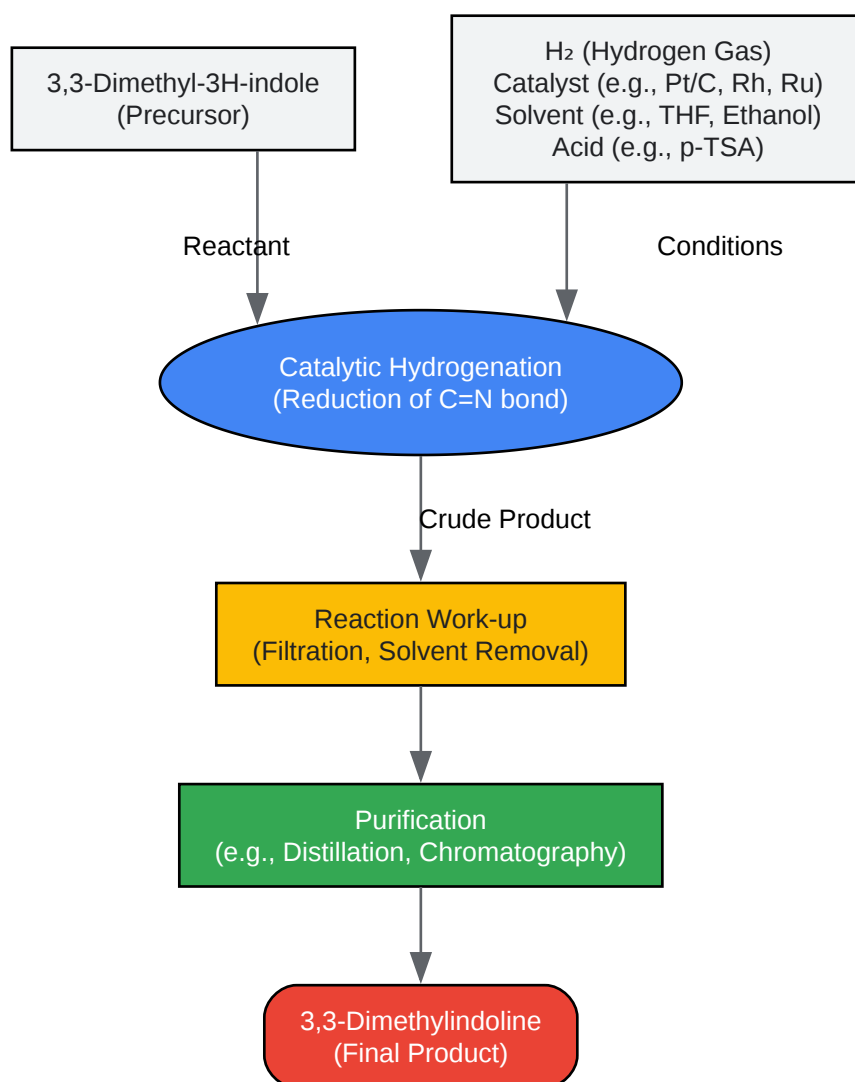 3,3-Dimethyl-3H-indole
(Precursor)
H₂ (Hydrogen Gas)
Catalyst (e.g., Pt/C, Rh, Ru)
Solvent (e.g., THF, Ethanol)
Acid (e.g., p-TSA)
Reactant
Conditions
Catalytic Hydrogenation
(Reduction of C=N bond)
Crude Product
Reaction Work-up
(Filtration, Solvent Removal)
Purification
(e.g., Distillation, Chromatography)
3,3-Dimethylindoline
(Final Product)